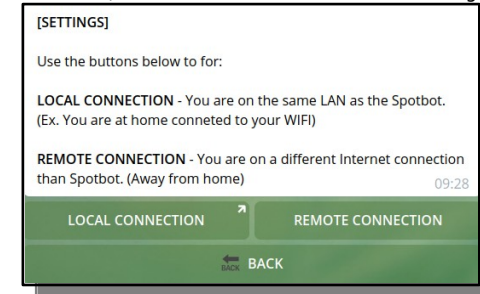 [SETTINGS]
Use the buttons below to for:
LOCAL CONNECTION - You are on the same LAN as the Spotbot.
(Ex. You are at home conneted to your WIFI)
REMOTE CONNECTION - You are on a different Internet connection
than Spotbot. (Away from home)
09:28
LOCAL CONNECTION
REMOTE CONNECTION
BACK BACK